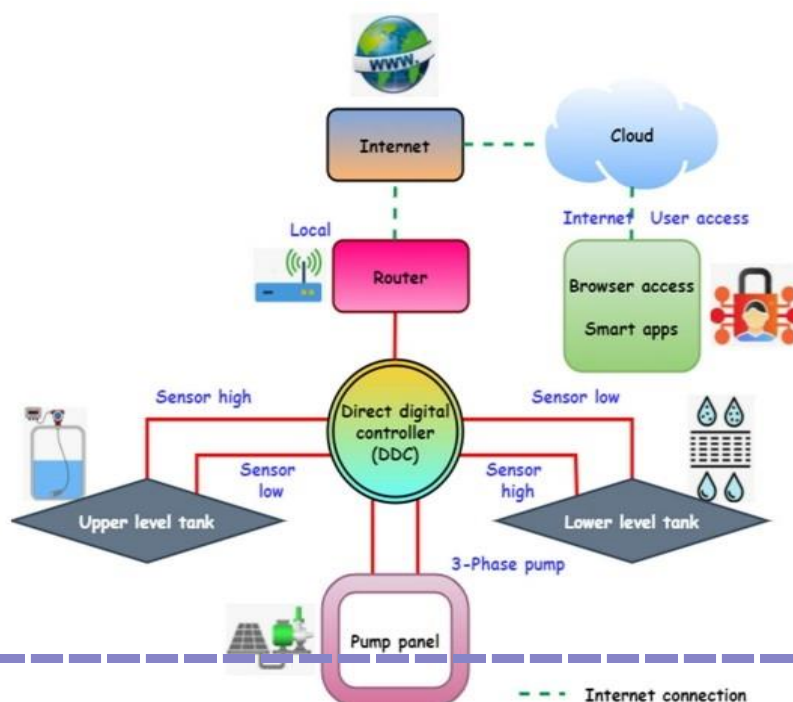 WWW.
Internet
Cloud
Local
Internet User access
Router
Browser access
Smart apps
Sensor high
Direct digital
controller
(DDC)
Sensor low
Sensor
low
Sensor
high
Upper level tank
Lower level tank
3-Phase pump
Pump panel
Internet connection